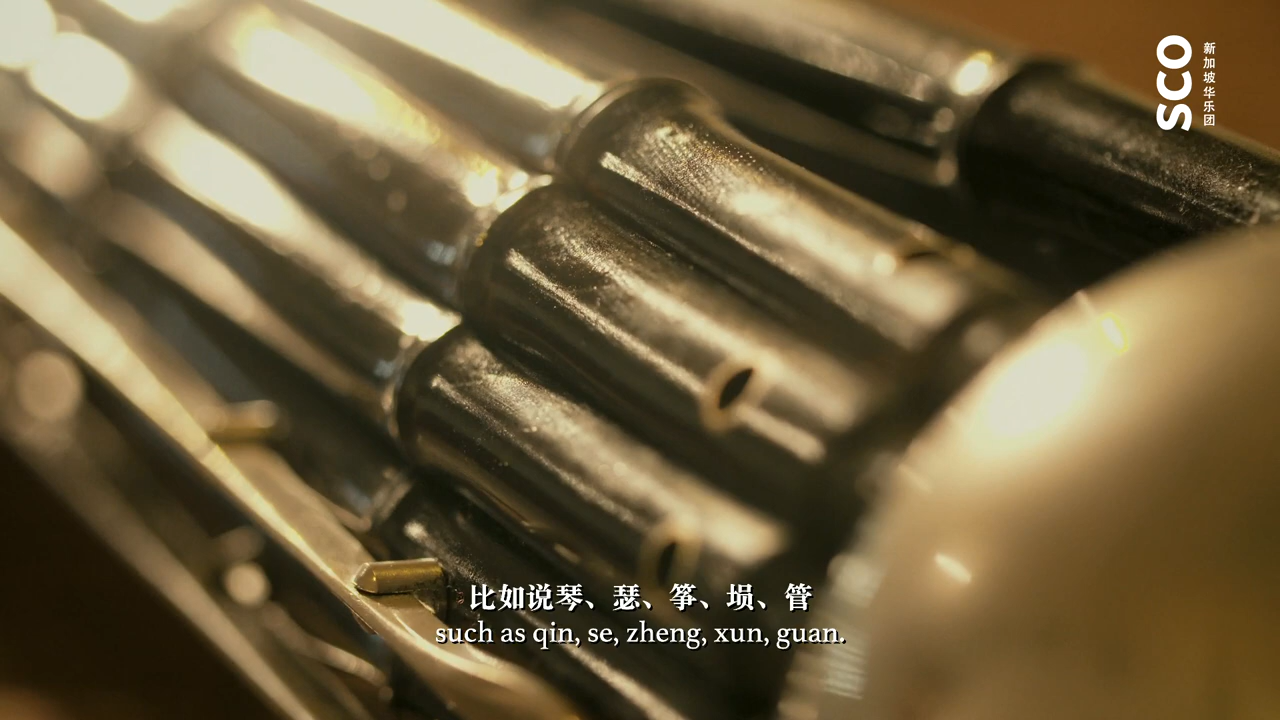 SCO
新加坡华乐团
比如说琴、瑟、筝、埙、管
such as qin, se, zheng, xun, guan.